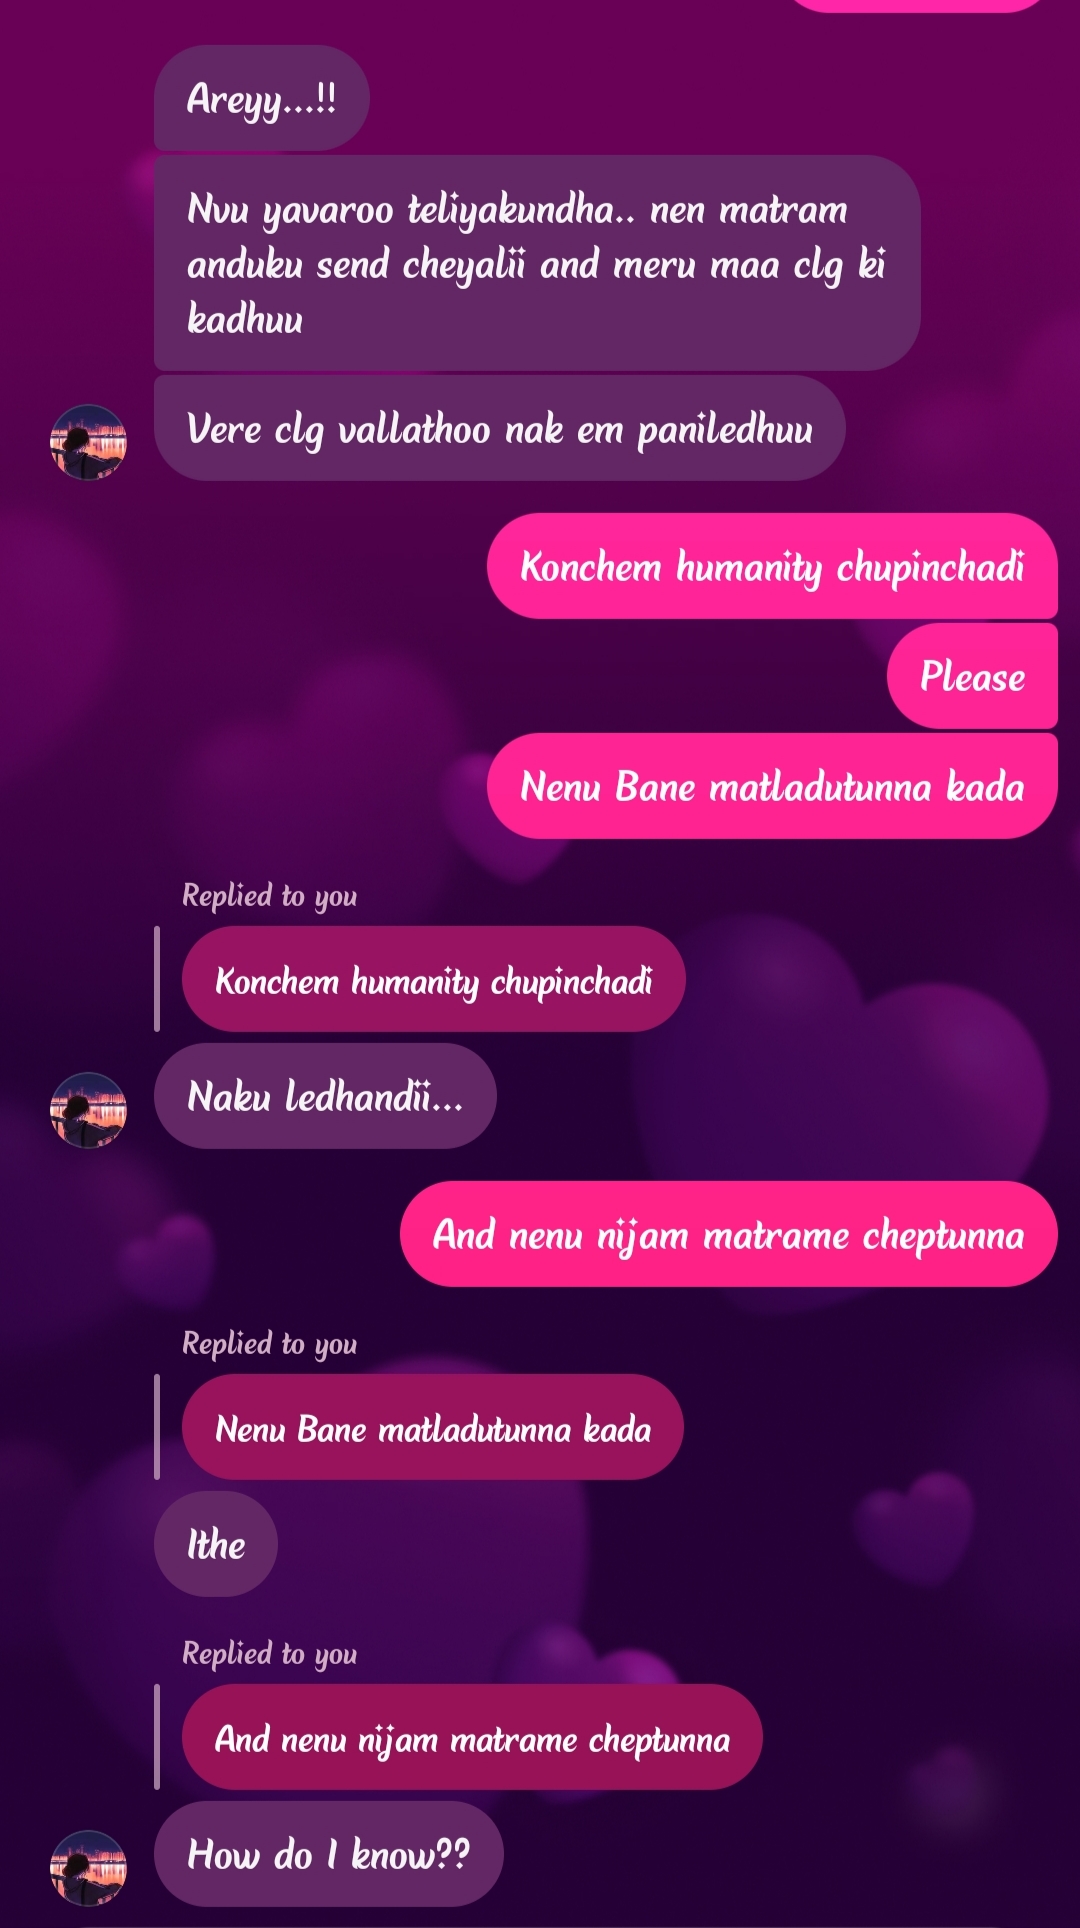 Areyy...!!
Nvu yavaroo teliyakundha.. nen matram
anduku send cheyalii and meru maa clg ki
kadhuu
Vere clg vallathoo nak em paniledhuu
Konchem humanity chupinchadi
Please
Nenu Bane matladutunna kada
Replied to you
Konchem humanity chupinchadi
Naku ledhandii...
And nenu nijam matrame cheptunna
Replied to you
Nenu Bane matladutunna kada
Ithe
Replied to you
And nenu nijam matrame cheptunna
How do I know??